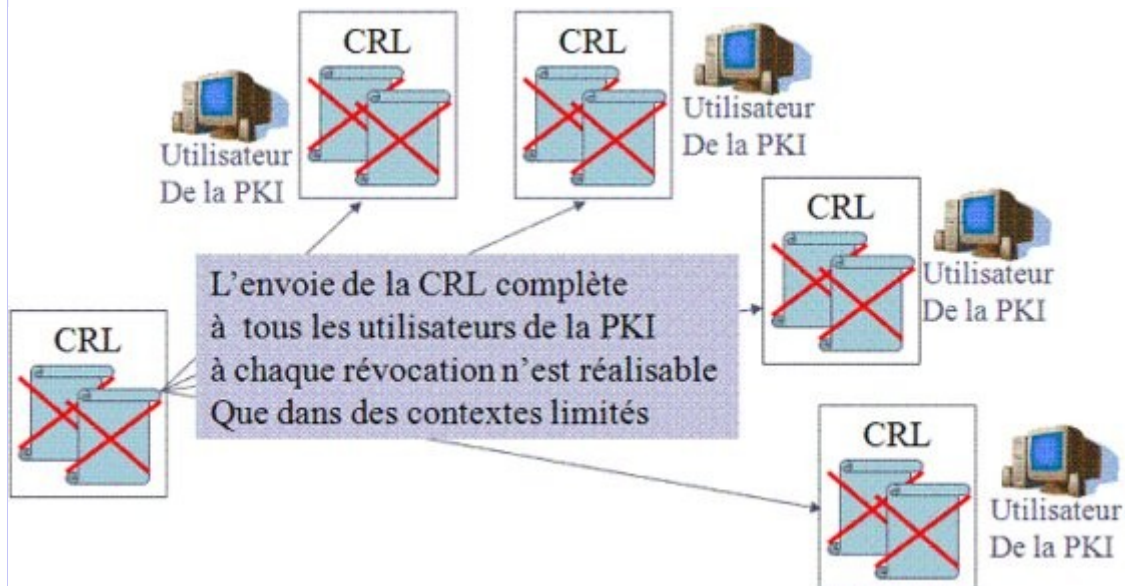 CRL
CRL
Utilisateur
De la PKI
Utilisateur
De la PKI
CRL
Utilisateur
De la PKI
L'envoie de la CRL complète
à tous les utilisateurs de la PKI
à chaque révocation n'est réalisable
Que dans des contextes limités
CRL
CRL
Utilisateur
De la PKI